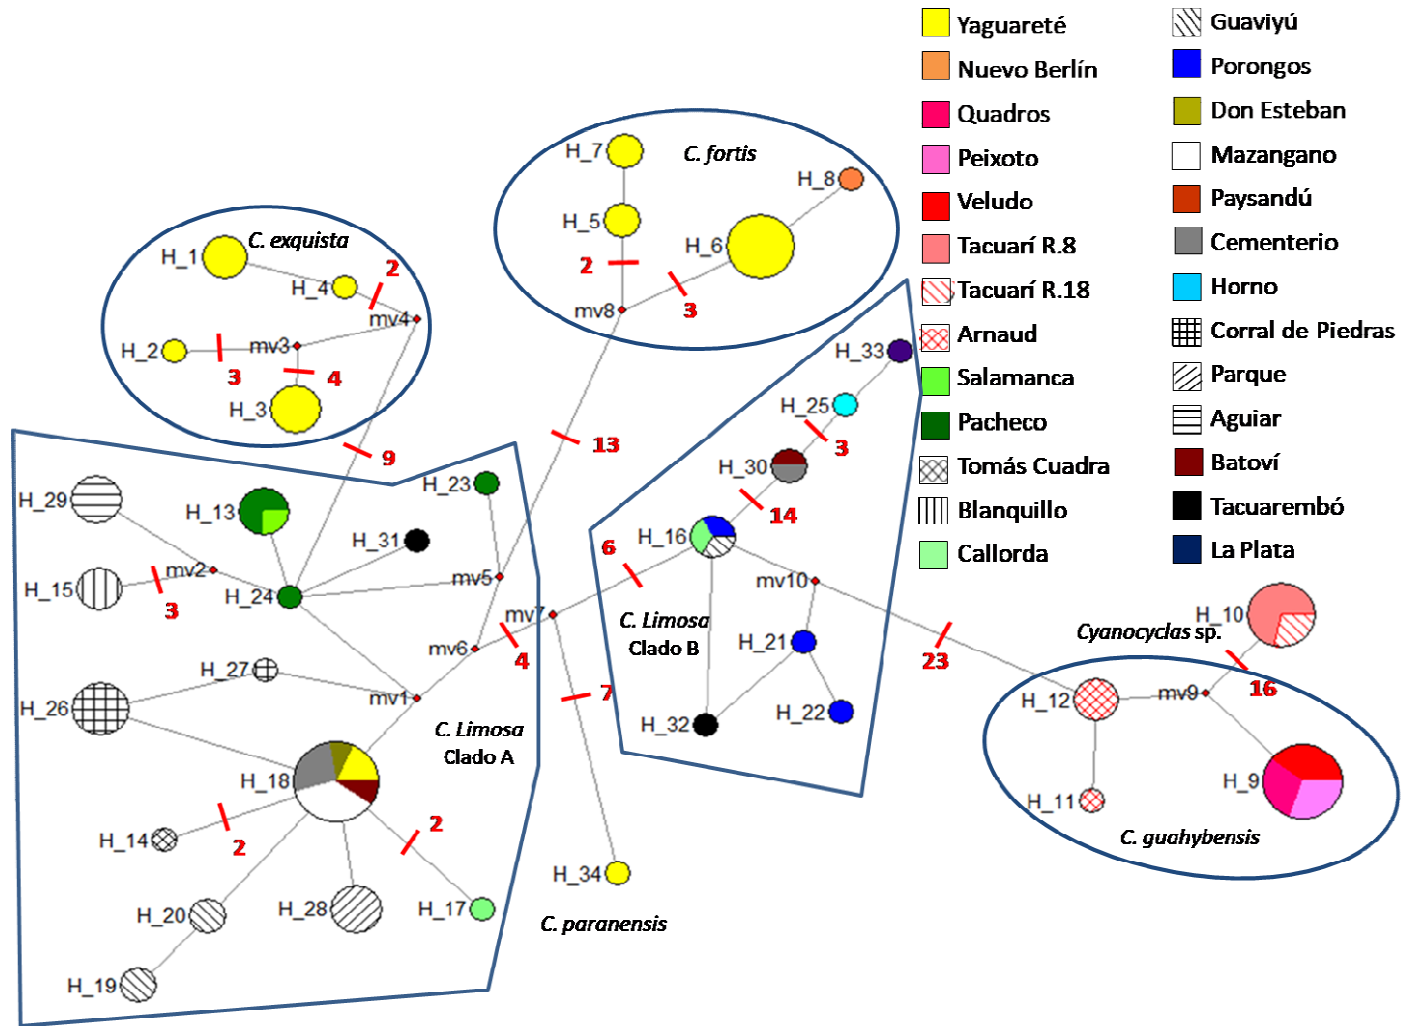 Yaguareté
Nuevo Berlín
Quadros
Peixoto
Veludo
Tacuarí R.8
Tacuarí R.18
Arnaud
Salamanca
Pacheco
Tomás Cuadra
Blanquillo
Callorda
Guaviyú
Porongos
Don Esteban
Mazangano
Paysandú
Cementerio
Horno
Corral de Piedras
Parque
Aguiar
Batoví
Tacuarembó
La Plata
C. exquista
H_1
H_4
2
mv4
H_2
mv3
3
4
H_3
9
C. fortis
H_7
H_8
H_5
H_6
2
3
mv8
13
H_29
H_13
H_23
H_31
mv2
mv5
H_15
3
H_24
mv6
4
mv7
H_27
mv1
H_26
C. Limosa
Clado A
H_18
H_14
2
2
H_20
H_28
H_17
H_19
7
H_34
C. paranensis
H_33
H_25
3
H_30
14
H_16
6
mv10
C. Limosa
Clado B
H_21
H_32
H_22
23
H_10
Cyanocyclas sp.
16
H_12
mv9
H_11
H_9
C. guahybensis